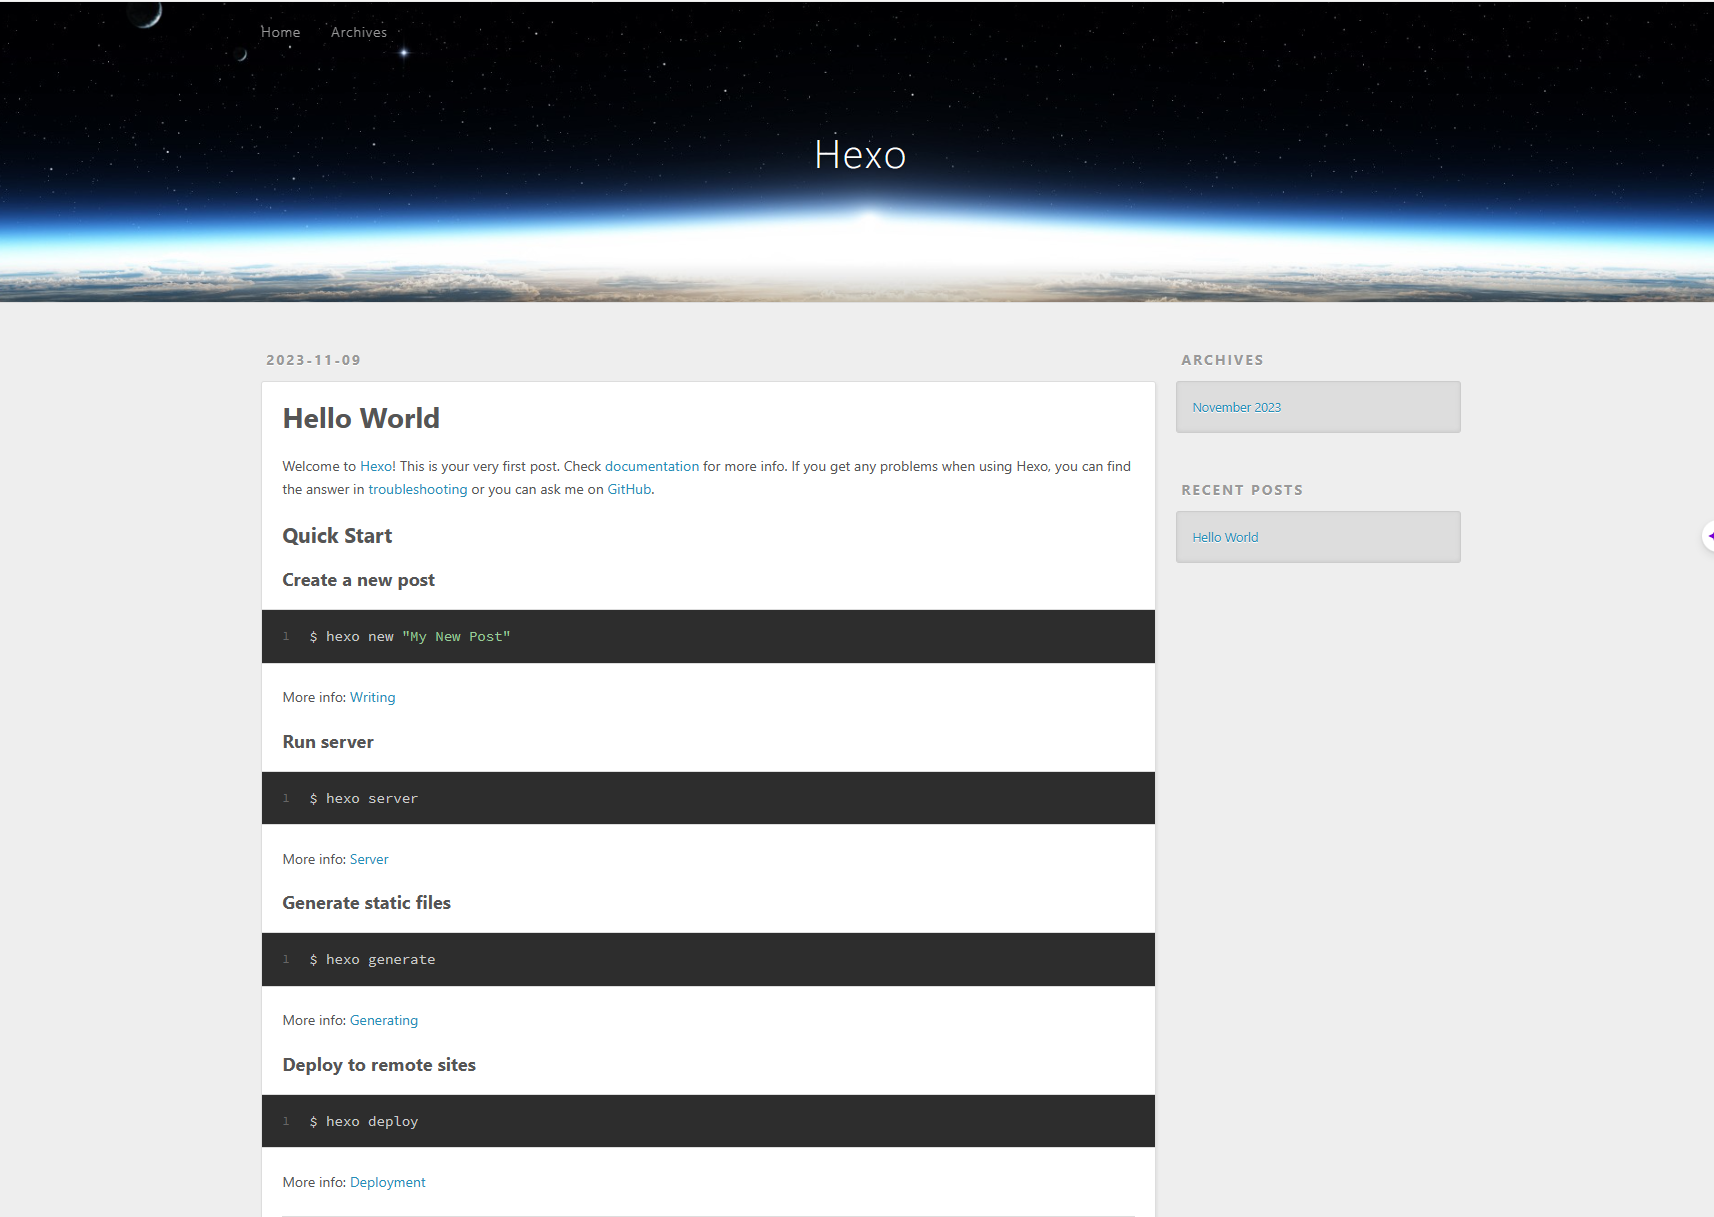 Home Archives
Hexo
2023-11-09
Hello World
Welcome to Hexo! This is your very first post. Check documentation for more info. If you get any problems when using Hexo, you can find
the answer in troubleshooting or you can ask me on GitHub.
Quick Start
Create a new post
1 $ hexo new "My New Post"
More info: Writing
Run server
1 $ hexo server
More info: Server
Generate static files
1 $ hexo generate
More info: Generating
Deploy to remote sites
1 $ hexo deploy
More info: Deployment
ARCHIVES
November 2023
RECENT POSTS
Hello World